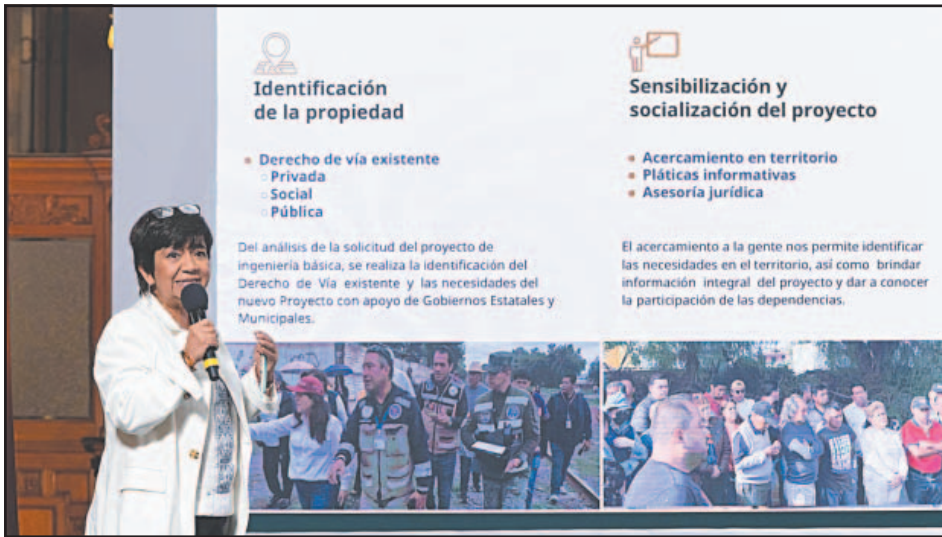 Identificación
de la propiedad
Derecho de vía existente
Privada
Social
Pública
Del análisis de la solicitud del proyecto de
ingeniería básica, se realiza la identificación del
Derecho de Vía existente y las necesidades del
nuevo Proyecto con apoyo de Gobiernos Estatales y
Municipales.
Sensibilización y
socialización del proyecto
Acercamiento en territorio
Pláticas informativas
Asesoría jurídica
El acercamiento a la gente nos permite identificar
las necesidades en el territorio, así como brindar
información integral del proyecto y dar a conocer
la participación de las dependencias.